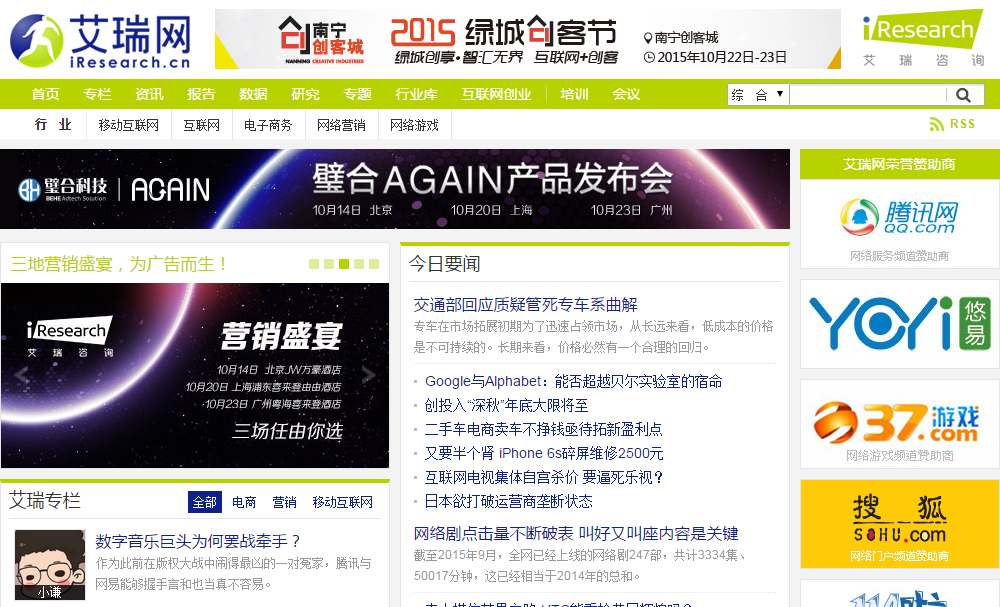 艾瑞网
iResearch.cn
南宁
创客城
NANNING CREATIVE INDUSTRIES
2015 绿城创客节
绿城创享·智汇无界 互联网+创客
南宁创客城
2015年10月22日-23日
iResearch
艾 瑞 咨 询
首页 专栏 资讯 报告 数据 研究 专题 行业库 互联网创业 培训 会议
综 合
行 业 移动互联网 互联网 电子商务 网络营销 网络游戏
RSS
璧合科技
BEHE Adtech Solution
AGAIN
璧合AGAIN产品发布会
10月14日 北京 10月20日 上海 10月23日 广州
艾瑞网荣誉赞助商
腾讯网
QQ.com
网络服务频道赞助商
YOYi 悠易
37游戏
.com
网络游戏频道赞助商
搜 狐
SOHU.com
网络门户频道赞助商
三地营销盛宴，为广告而生！
iResearch
艾 瑞 咨 询
营销盛宴
10月14日 北京JW万豪酒店
10月20日 上海浦东喜来登由由酒店
·10月23日 广州粤海喜来登酒店
三场任由你选
艾瑞专栏 全部 电商 营销 移动互联网
数字音乐巨头为何罢战牵手？
作为此前在版权大战中闹得最凶的一对冤家，腾讯与
网易能够握手言和也当真不容易。
小谦
今日要闻
交通部回应质疑管死专车系曲解
专车在市场拓展初期为了迅速占领市场，从长远来看，低成本的价格
是不可持续的。长期来看，价格必然有一个合理的回归。
Google与Alphabet：能否超越贝尔实验室的宿命
创投入“深秋”年底大限将至
二手车电商卖车不挣钱亟待拓新盈利点
又要半个肾 iPhone 6s碎屏维修2500元
互联网电视集体自宫杀价 要逼死乐视？
日本欲打破运营商垄断状态
网络剧点击量不断破表 叫好又叫座内容是关键
截至2015年9月，全网已经上线的网络剧247部，共计3334集、
50017分钟，这已经相当于2014年的总和。